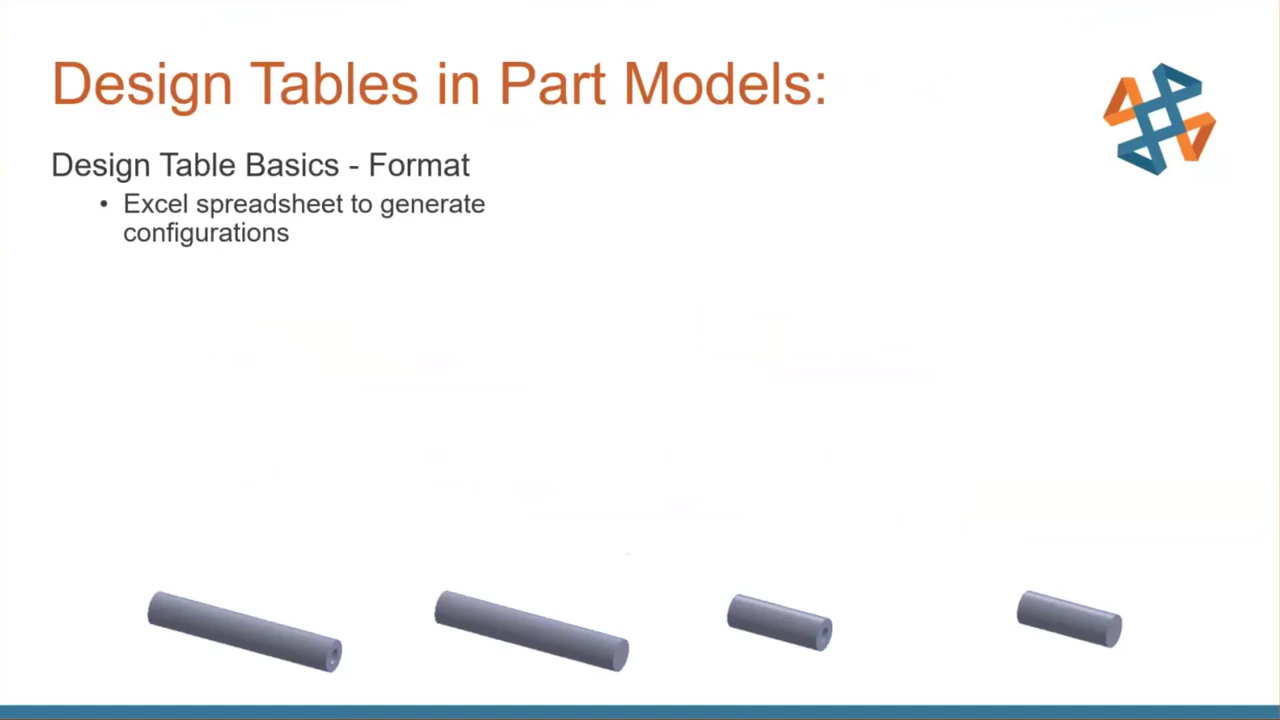 Design Tables in Part Models:
Design Table Basics - Format
• Excel spreadsheet to generate
configurations